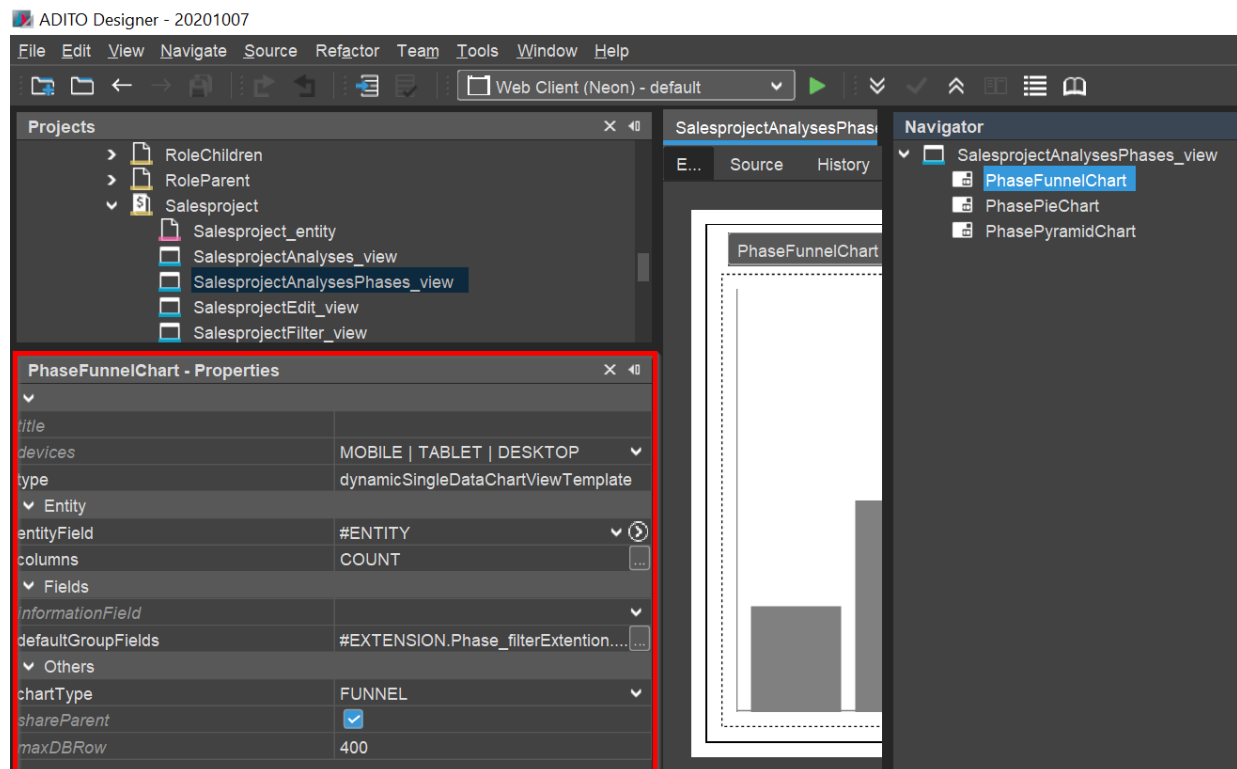 ADITO Designer - 20201007
File Edit View Navigate Source Refactor Team Tools Window Help
Web Client (Neon) - default
Projects
RoleChildren
RoleParent
Salesproject
Salesproject_entity
SalesprojectAnalyses_view
SalesprojectAnalysesPhases_view
SalesprojectEdit_view
SalesprojectFilter_view
PhaseFunnelChart - Properties
title
devices MOBILE | TABLET | DESKTOP
type dynamicSingleDataChartViewTemplate
Entity
entityField #ENTITY
columns COUNT ...
Fields
informationField
defaultGroupFields #EXTENSION.Phase_filterExtention.... ...
Others
chartType FUNNEL
shareParent
maxDBRow 400
SalesprojectAnalysesPhase
E... Source History
PhaseFunnelChart
Navigator
SalesprojectAnalysesPhases_view
PhaseFunnelChart
PhasePieChart
PhasePyramidChart